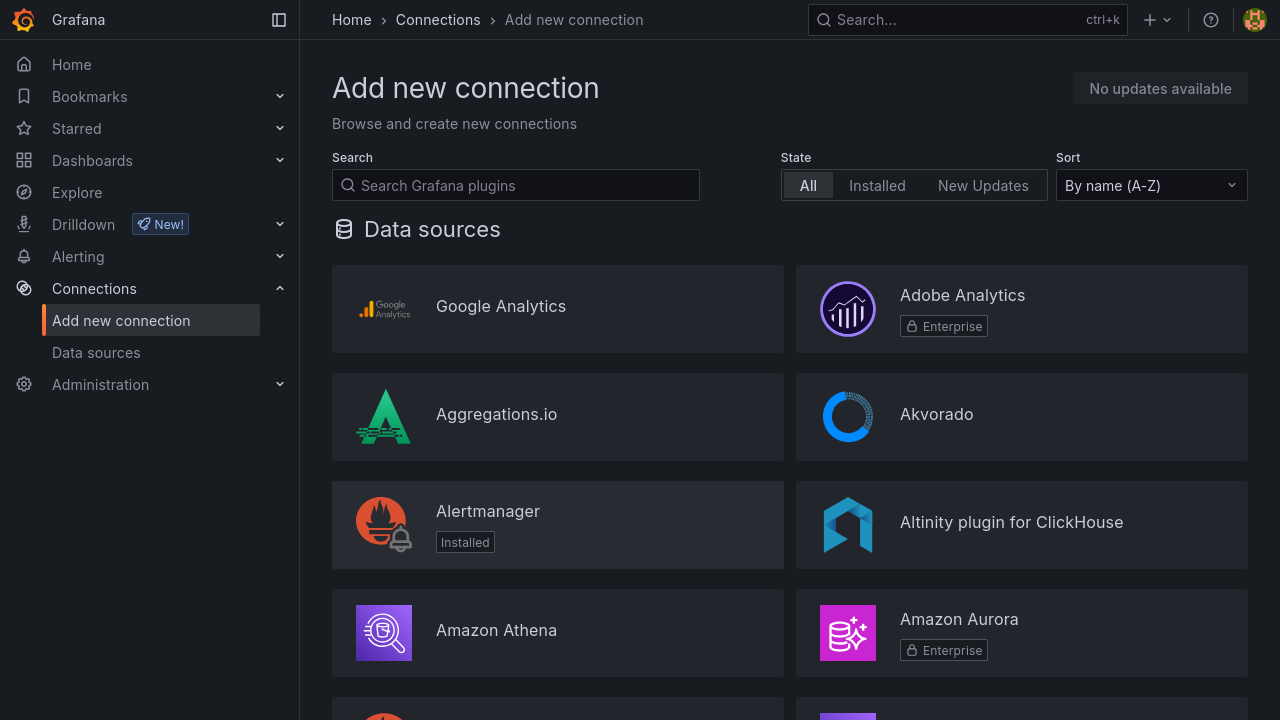 Grafana
Home
Connections
Add new connection
Search...
ctrl+k
Home
Bookmarks
Starred
Dashboards
Explore
Drilldown
New!
Alerting
Connections
Add new connection
Data sources
Administration
Add new connection
No updates available
Browse and create new connections
Search
State
Sort
Search Grafana plugins
All
Installed
New Updates
By name (A-Z)
Data sources
Google
Analytics
Google Analytics
Adobe Analytics
Enterprise
Aggregations.io
Akvorado
Alertmanager
Installed
Altinity plugin for ClickHouse
Amazon Athena
Amazon Aurora
Enterprise